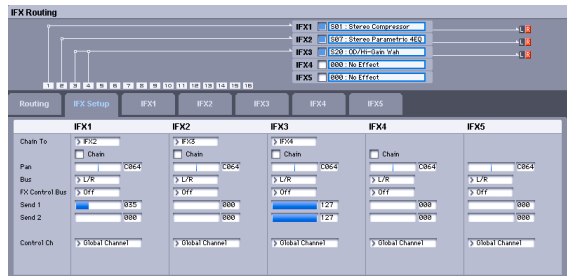 IFX Routing
IFX1 S01 : Stereo Compressor L R
IFX2 S07 : Stereo Parametric 4EQ L R
IFX3 S20 : OD/Hi-Gain Wah L R
IFX4 000 : No Effect
IFX5 000 : No Effect
1 2 3 4 5 6 7 8 9 10 11 12 13 14 15 16
Routing IFX Setup IFX1 IFX2 IFX3 IFX4 IFX5
IFX1 IFX2 IFX3 IFX4 IFX5
Chain To IFX2 IFX3 IFX4
Chain Chain Chain Chain
Pan C064 C064 C064 C064 C064
Bus L/R L/R L/R L/R L/R
FX Control Bus Off Off Off Off Off
Send 1 035 000 127 000 000
Send 2 000 127 000 000
Control Ch Global Channel Global Channel Global Channel Global Channel Global Channel